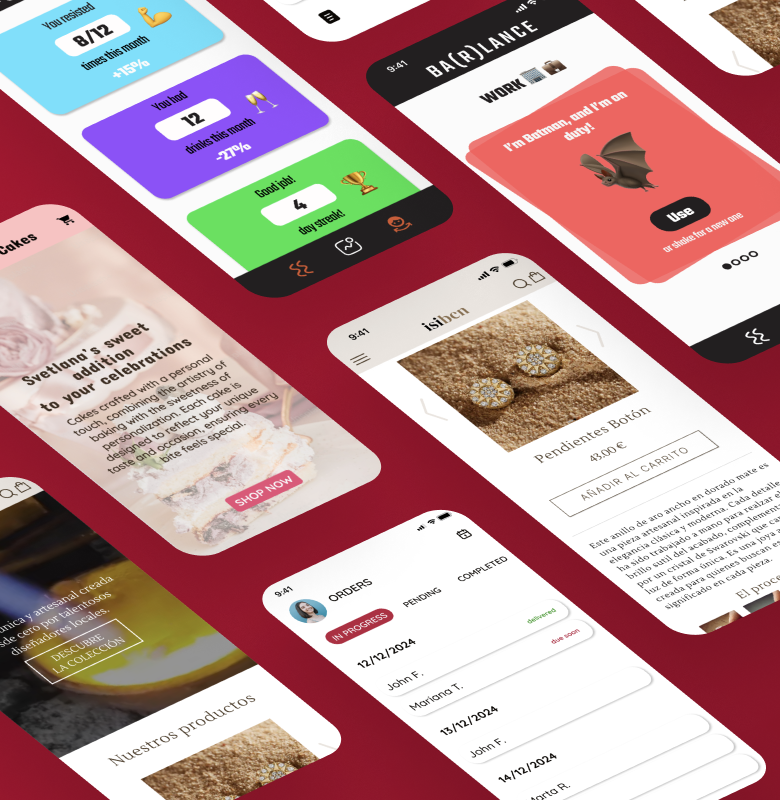 You resisted
8/12
times this month
+15%
You had
12
drinks this month
-27%
Good job!
4
day streak!
9:41
BA(R)LANCE
WORK
I'm Batman, and I'm on
duty!
Use
or shake for a new one
Cakes
Svetlana's sweet
addition
to your celebrations
Cakes crafted with a personal
touch, combining the artistry of
baking with the sweetness of
personalization. Each cake is
designed to reflect your unique
taste and occasion, ensuring every
bite feels special.
SHOP NOW
9:41
isibcn
Pendientes Botón
43.00 €
AÑADIR AL CARRITO
Este anillo de aro ancho en dorado mate es
una pieza artesanal inspirada en la
elegancia clásica y moderna. Cada detalle
ha sido trabajado a mano para realzar el
brillo sutil del acabado, complementado
por un cristal de Swarovski que
luz de forma única. Es una joya
creada para quienes buscan
significado en cada pieza.
El proce
única y artesanal creada
sde cero por talentosos
diseñadores locales.
DESCUBRE
LA COLECCIÓN
Nuestros productos
9:41
ORDERS
IN PROGRESS
PENDING
COMPLETED
12/12/2024
John F.
delivered
Mariana T.
due soon
13/12/2024
John F.
14/12/2024
Marta R.